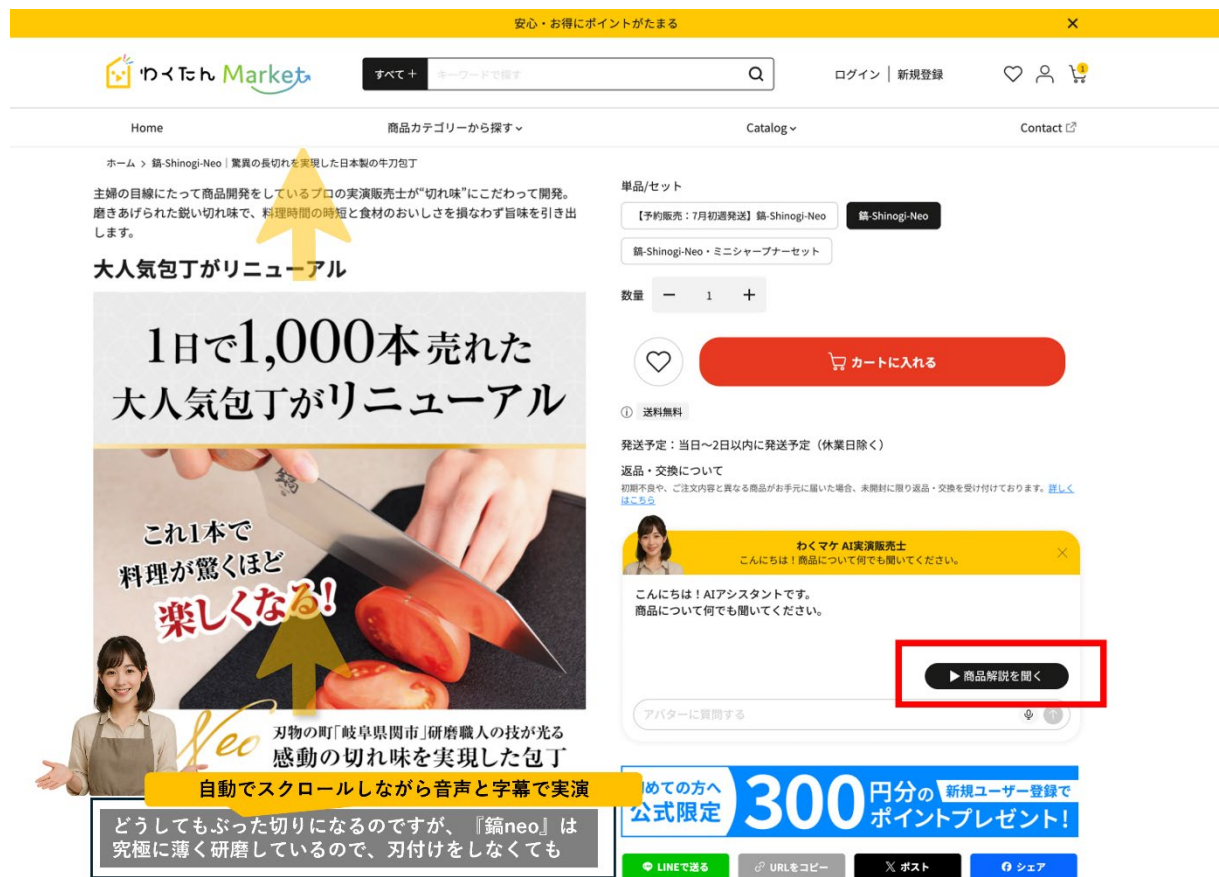 安心・お得にポイントがたまる
わくたん Market
すべて +
キーワードで探す
ログイン | 新規登録
1
Home
商品カテゴリーから探す
Catalog
Contact
ホーム > 鎬-Shinogi-Neo|驚異の長切れを実現した日本製の牛刀包丁
主婦の目線にたって商品開発をしているプロの実演販売士が“切れ味”にこだわって開発。
磨きあげられた鋭い切れ味で、料理時間の時短と食材のおいしさを損なわず旨味を引き出
します。
大人気包丁がリニューアル
1日で1,000本売れた
大人気包丁がリニューアル
鎬
これ1本で
料理が驚くほど
楽しくなる!
Neo
刃物の町「岐阜県関市」研磨職人の技が光る
感動の切れ味を実現した包丁
自動でスクロールしながら音声と字幕で実演
どうしてもぶった切りになるのですが、『鎬neo』は
究極に薄く研磨しているので、刃付けをしなくても
単品/セット
【予約販売：7月初週発送】鎬-Shinogi-Neo
鎬-Shinogi-Neo
鎬-Shinogi-Neo・ミニシャープナーセット
数量 − 1 +
カートに入れる
送料無料
発送予定：当日〜2日以内に発送予定（休業日除く）
返品・交換について
初期不良や、ご注文内容と異なる商品がお手元に届いた場合、未開封に限り返品・交換を受け付けております。詳しく
はこちら
わくマケ AI実演販売士
こんにちは！商品について何でも聞いてください。
こんにちは！AIアシスタントです。
商品について何でも聞いてください。
▶ 商品解説を聞く
アバターに質問する
めての方へ
公式限定
300
円分の
新規ユーザー登録で
ポイントプレゼント!
LINEで送る
URLをコピー
ポスト
シェア